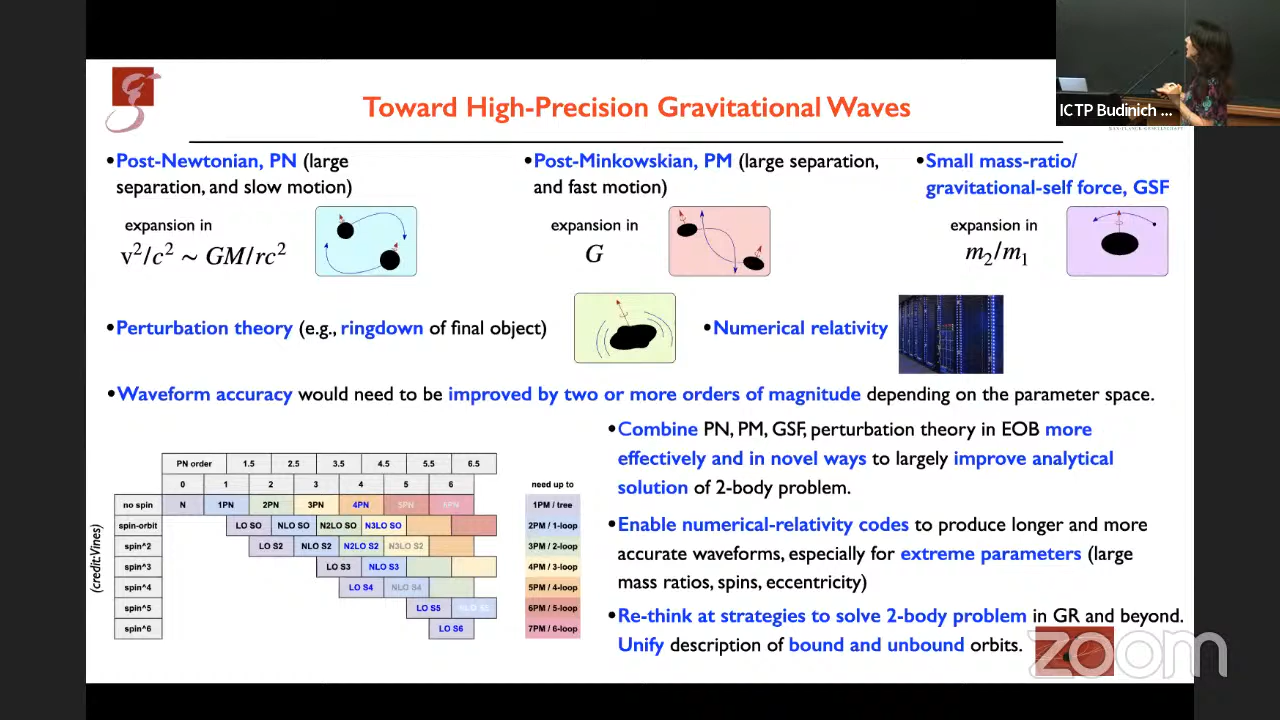 ICTP Budinich ...
Toward High-Precision Gravitational Waves
•Post-Newtonian, PN (large
separation, and slow motion)
expansion in
v²/c² ~ GM/rc²
•Post-Minkowskian, PM (large separation,
and fast motion)
expansion in
G
•Small mass-ratio/
gravitational-self force, GSF
expansion in
m₂/m₁
•Perturbation theory (e.g., ringdown of final object)
•Numerical relativity
•Waveform accuracy would need to be improved by two or more orders of magnitude depending on the parameter space.
(credit:Vines)
PN order 1.5 2.5 3.5 4.5 5.5 6.5
0 1 2 3 4 5 6 need up to
no spin N 1PN 2PN 3PN 4PN 5PN 6PN 1PM / tree
spin-orbit LO SO NLO SO N2LO SO N3LO SO 2PM / 1-loop
spin^2 LO S2 NLO S2 N2LO S2 N3LO S2 3PM / 2-loop
spin^3 LO S3 NLO S3 4PM / 3-loop
spin^4 LO S4 NLO S4 5PM / 4-loop
spin^5 LO S5 NLO S5 6PM / 5-loop
spin^6 LO S6 7PM / 6-loop
•Combine PN, PM, GSF, perturbation theory in EOB more
effectively and in novel ways to largely improve analytical
solution of 2-body problem.
•Enable numerical-relativity codes to produce longer and more
accurate waveforms, especially for extreme parameters (large
mass ratios, spins, eccentricity)
•Re-think at strategies to solve 2-body problem in GR and beyond.
Unify description of bound and unbound orbits.
zoom